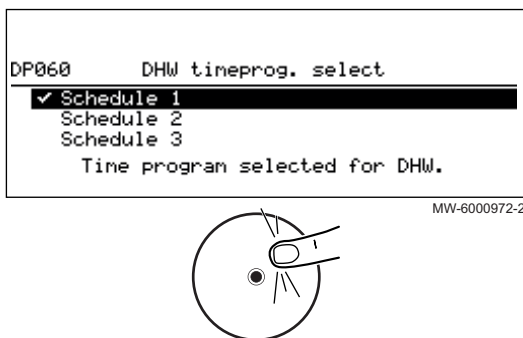 DP060 DHW timeprog. select
✔ Schedule 1
Schedule 2
Schedule 3
Time program selected for DHW.
MW-6000972-2